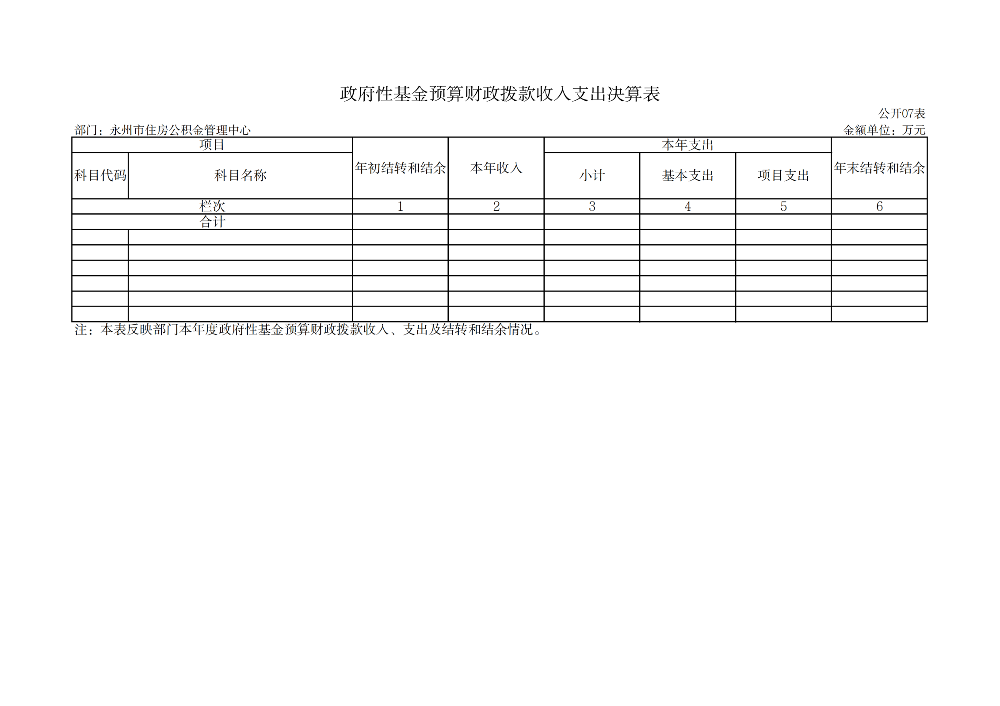 政府性基金预算财政拨款收入支出决算表
公开07表
部门：永州市住房公积金管理中心 金额单位：万元
项目 年初结转和结余 本年收入 本年支出 年末结转和结余
科目代码 科目名称 小计 基本支出 项目支出
栏次 1 2 3 4 5 6
合计
注：本表反映部门本年度政府性基金预算财政拨款收入、支出及结转和结余情况。